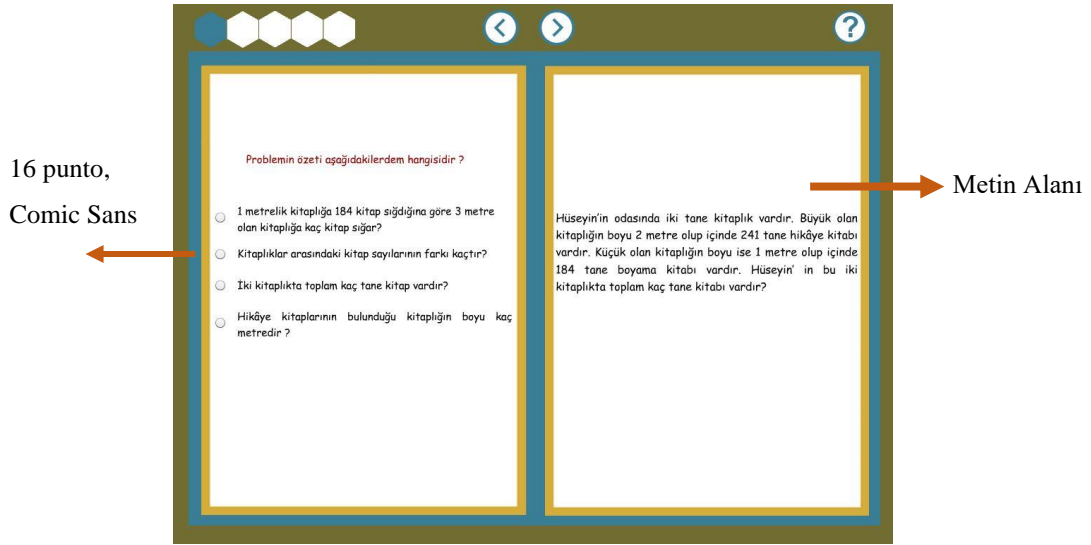 ?
Problemin özeti aşağıdakilerdem hangisidir ?
1 metrelik kitaplığa 184 kitap sığdığına göre 3 metre
olan kitaplığa kaç kitap sığar?
Kitaplıklar arasındaki kitap sayılarının farkı kaçtır?
İki kitaplıkta toplam kaç tane kitap vardır?
Hikâye kitaplarının bulunduğu kitaplığın boyu kaç
metredir ?
Hüseyin'in odasında iki tane kitaplık vardır. Büyük olan
kitaplığın boyu 2 metre olup içinde 241 tane hikâye kitabı
vardır. Küçük olan kitaplığın boyu ise 1 metre olup içinde
184 tane boyama kitabı vardır. Hüseyin' in bu iki
kitaplıkta toplam kaç tane kitabı vardır?
16 punto,
Comic Sans
Metin Alanı